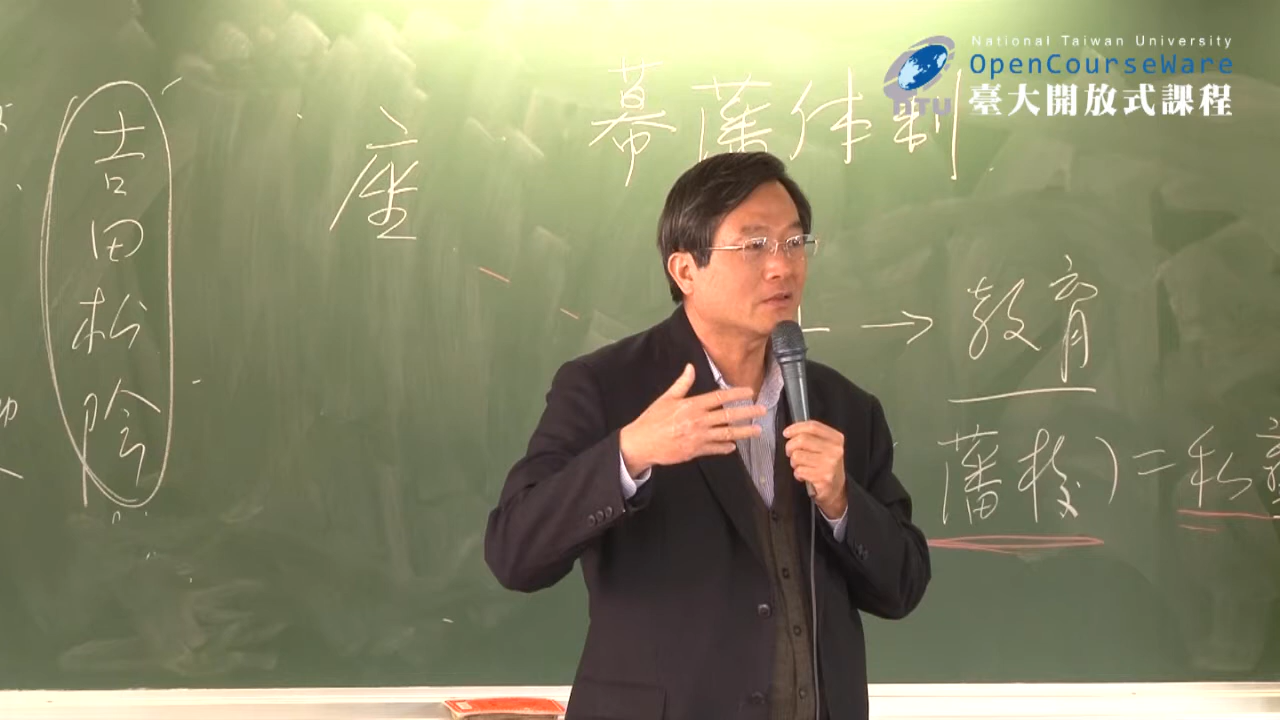 National Taiwan University
OpenCourseWare
NTU 臺大開放式課程
幕藩体制
座
吉田松陰
→ 教育
藩校) = 私